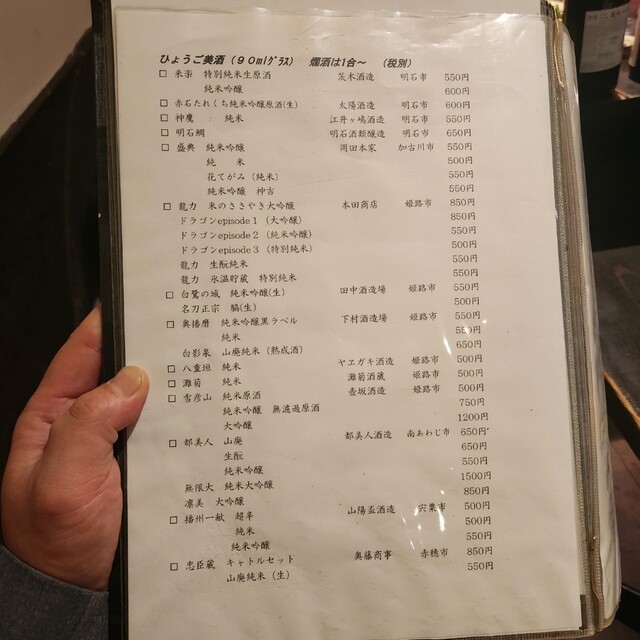 ひょうご美酒（９０mlｸﾞﾗｽ）　燗酒は1合～　（税別）
□ 来楽　特別純米生原酒　茨木酒造　明石市　550円
純米吟醸　600円
□ 赤石たれくち純米吟醸原酒(生)　太陽酒造　明石市　600円
□ 神鷹　：　純米　江井ヶ嶋酒造　明石市　550円
□ 明石鯛　明石酒類醸造　明石市　650円
□ 盛典　純米吟醸　岡田本家　加古川市　550円
純　米　500円
花てがみ（純米）　550円
純米吟醸　神吉　550円
□ 龍力　米のささやき大吟醸　本田商店　姫路市　850円
ドラゴンepisode１（大吟醸）　850円
ドラゴンepisode２（純米吟醸）　550円
ドラゴンepisode３（特別純米）　500円
龍力　生酛純米　550円
龍力　氷温貯蔵　特別純米　550円
□ 白鷺の城　純米吟醸(生)　田中酒造場　姫路市　550円
名刀正宗　脇(生)　500円
□ 奥播磨　純米吟醸黒ラベル　下村酒造場　姫路市　550円
純米　550円
白影泉　山廃純米（熟成酒）　650円
□ 八重垣　純米　ヤヱガキ酒造　姫路市　500円
□ 灘菊　純米　灘菊酒蔵　姫路市　500円
□ 雪彦山　純米原酒　壺坂酒造　姫路市　500円
純米吟醸　無濾過原酒　750円
大吟醸　1200円
□ 都美人　山廃　都美人酒造　南あわじ市　650円
生酛　650円
純米吟醸　550円
無限大　純米大吟醸　1500円
凛美　大吟醸　850円
□ 播州一献　超辛　山陽盃酒造　宍粟市　500円
純米　500円
純米吟醸　550円
□ 忠臣蔵　キャトルセット　奥藤商事　赤穂市　850円
山廃純米（生）　550円